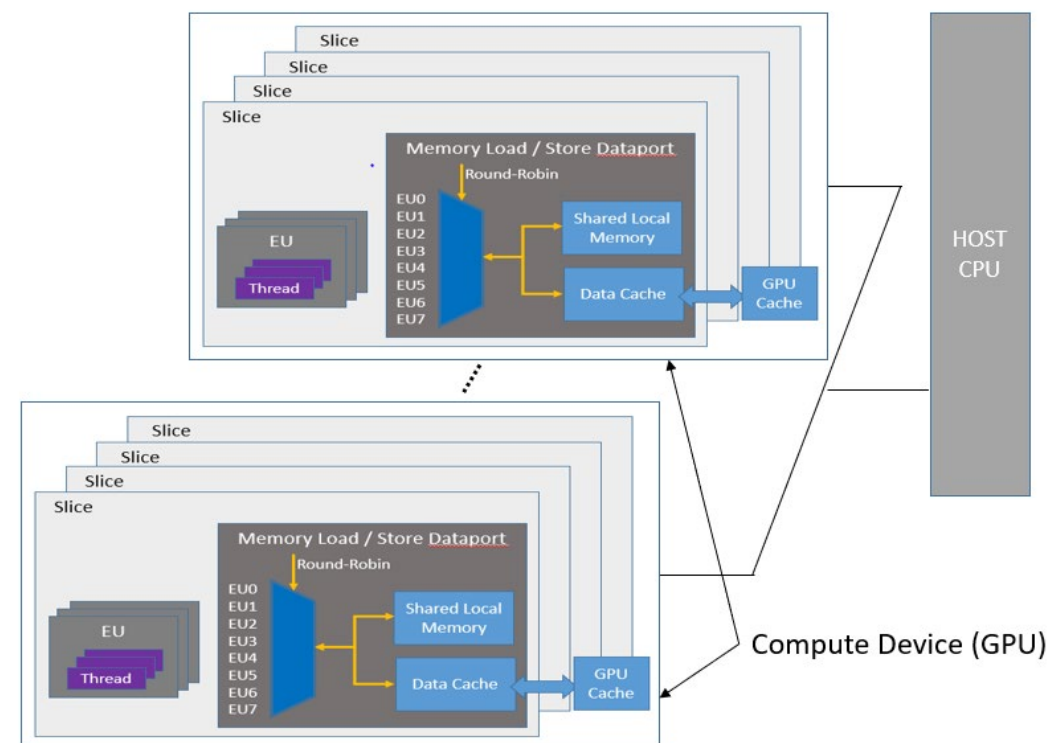 Slice
Slice
Slice
Slice
Memory Load / Store Dataport
Round-Robin
EU0
EU1
EU2
EU3
EU4
EU5
EU6
EU7
Shared Local
Memory
Data Cache
GPU
Cache
EU
Thread
HOST
CPU
Slice
Slice
Slice
Slice
Memory Load / Store Dataport
Round-Robin
EU0
EU1
EU2
EU3
EU4
EU5
EU6
EU7
Shared Local
Memory
Data Cache
GPU
Cache
EU
Thread
Compute Device (GPU)